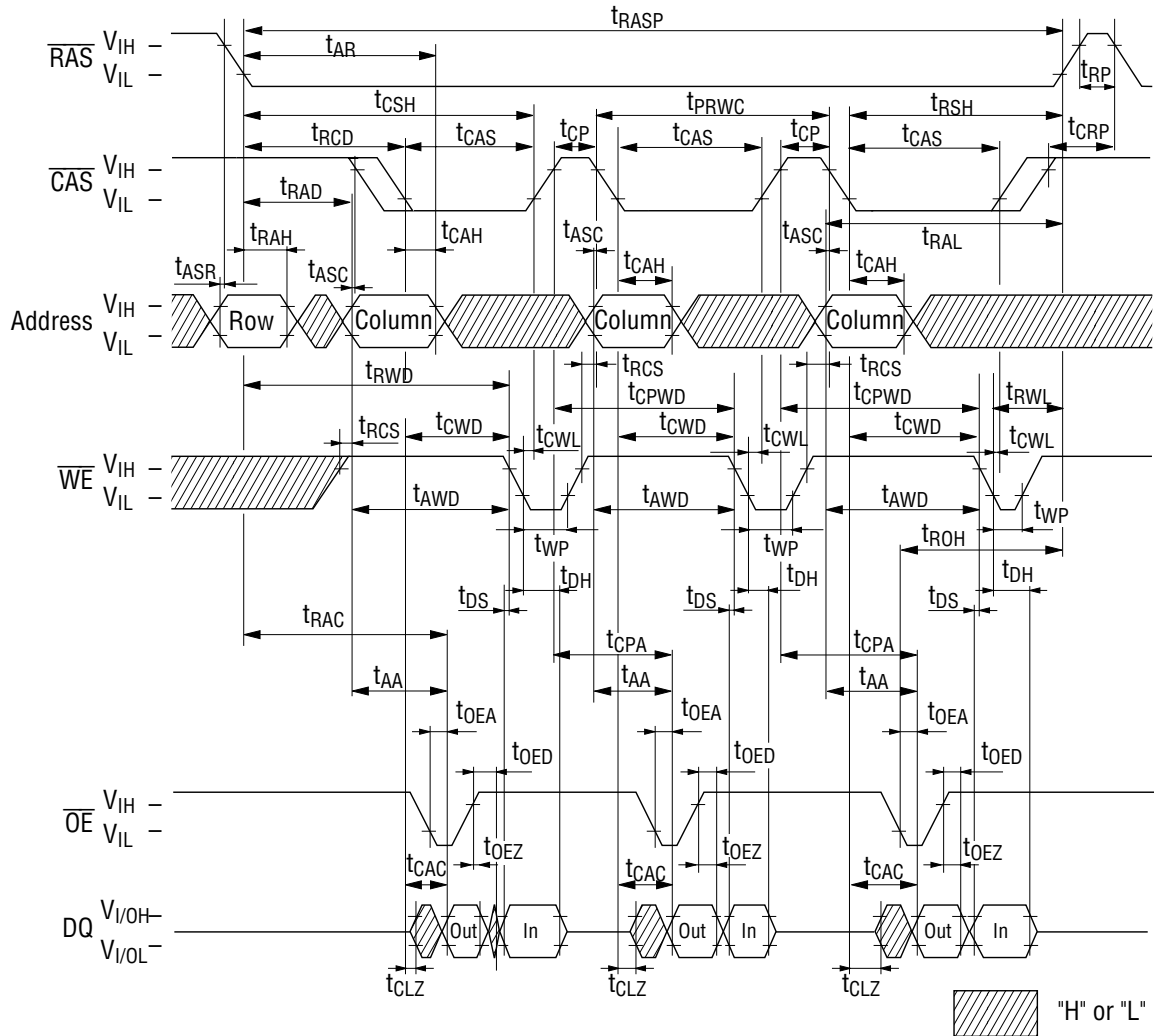 tRASP
tAR
RAS VIH
VIL
tRP
tCSH
tPRWC
tRSH
tRCD
tCAS
tCP
tCAS
tCP
tCAS
tCRP
CAS VIH
VIL
tRAD
tRAH
tCAH
tASC
tASC
tRAL
tASR
tASC
tCAH
tCAH
Address VIH
VIL
Row
Column
Column
Column
tRCS
tRCS
tRWD
tCPWD
tCPWD
tRWL
tRCS
tCWD
tCWL
tCWD
tCWL
tCWD
tCWL
WE VIH
VIL
tAWD
tAWD
tAWD
tWP
tWP
tWP
tROH
tDH
tDH
tDH
tDS
tDS
tDS
tRAC
tCPA
tCPA
tAA
tAA
tAA
tOEA
tOEA
tOEA
tOED
tOED
tOED
OE VIH
VIL
tOEZ
tOEZ
tOEZ
tCAC
tCAC
tCAC
DQ VI/OH
VI/OL
Out
In
Out
In
Out
In
tCLZ
tCLZ
tCLZ
"H" or "L"